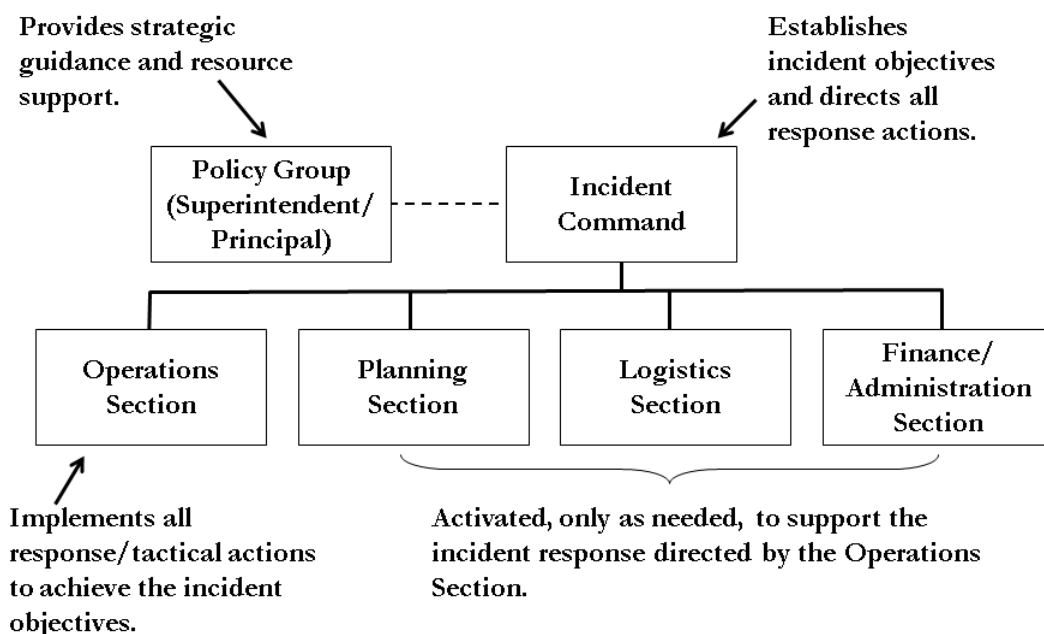 Provides strategic
guidance and resource
support.
Establishes
incident objectives
and directs all
response actions.
Policy Group
(Superintendent/
Principal)
Incident
Command
Operations
Section
Planning
Section
Logistics
Section
Finance/
Administration
Section
Implements all
response/tactical actions
to achieve the incident
objectives.
Activated, only as needed, to support the
incident response directed by the Operations
Section.